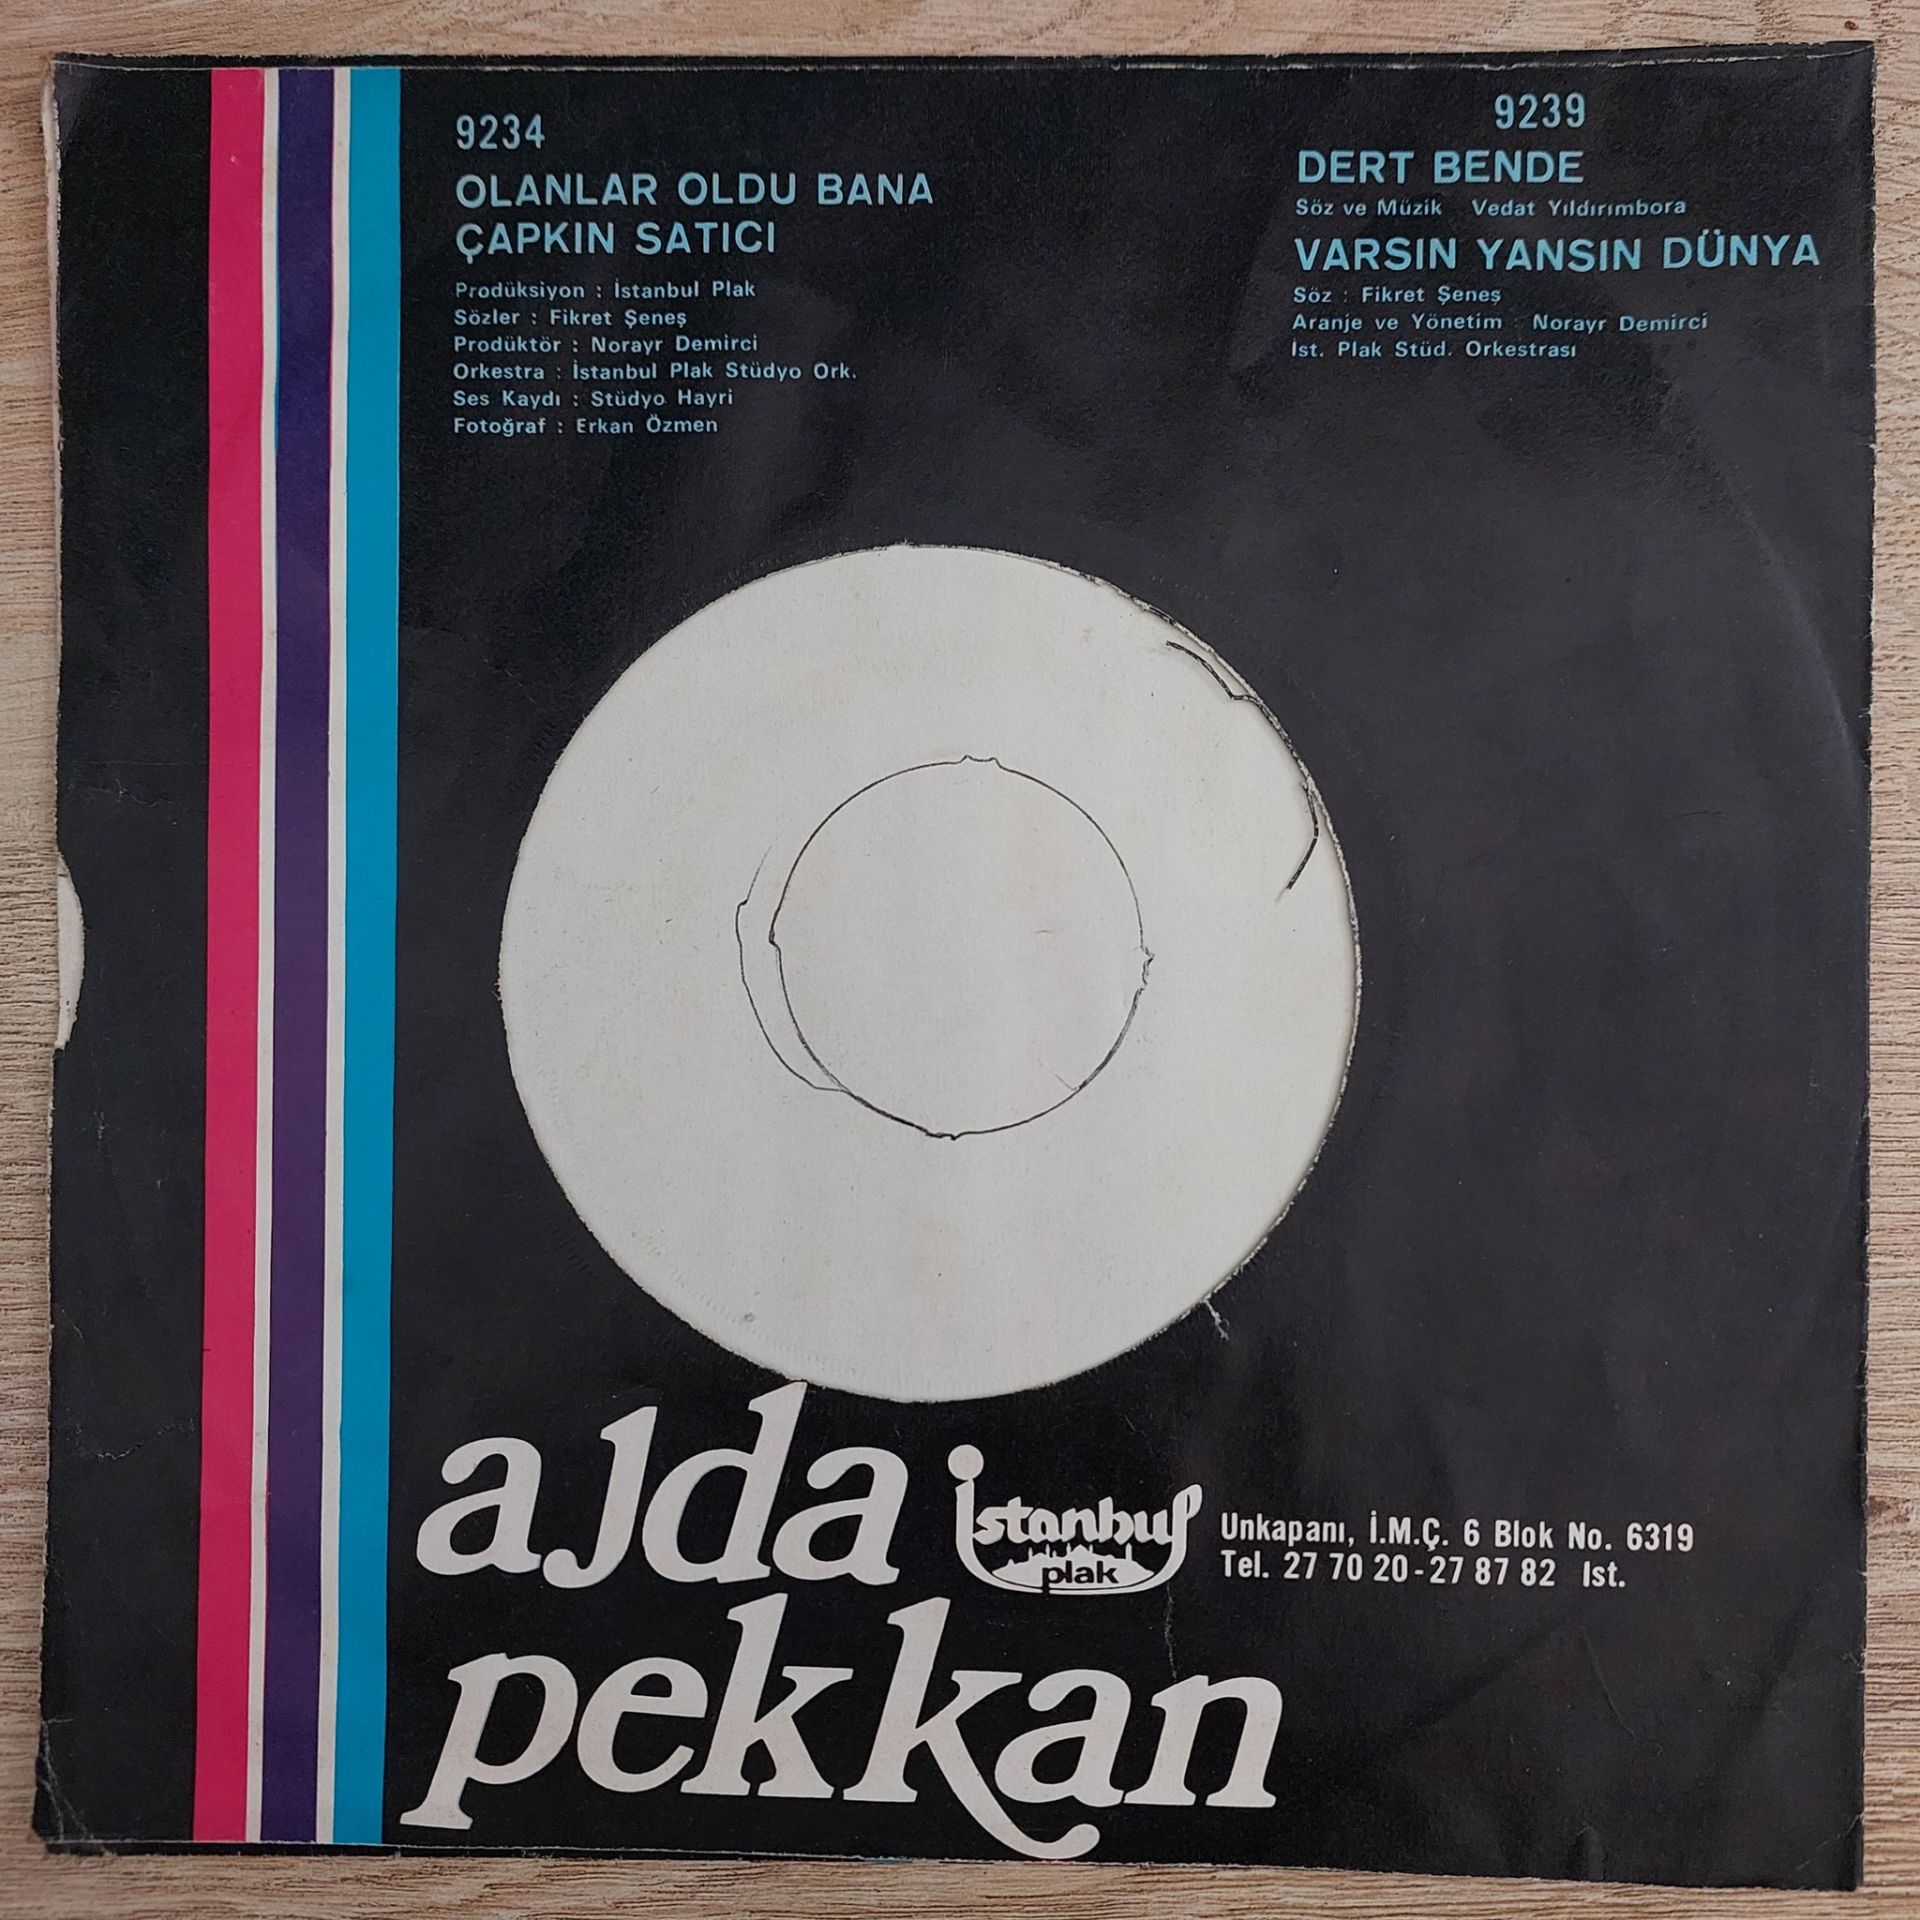 9234
OLANLAR OLDU BANA
ÇAPKIN SATICI
Prodüksiyon : İstanbul Plak
Sözler : Fikret Şeneş
Prodüktör : Norayr Demirci
Orkestra : İstanbul Plak Stüdyo Ork.
Ses Kaydı : Stüdyo Hayri
Fotoğraf : Erkan Özmen
9239
DERT BENDE
Söz ve Müzik Vedat Yıldırımbora
VARSIN YANSIN DÜNYA
Söz : Fikret Şeneş
Aranje ve Yönetim : Norayr Demirci
İst. Plak Stüd. Orkestrası
ajda
pekkan
istanbul
plak
Unkapanı, İ.M.Ç. 6 Blok No. 6319
Tel. 27 70 20 - 27 87 82 Ist.